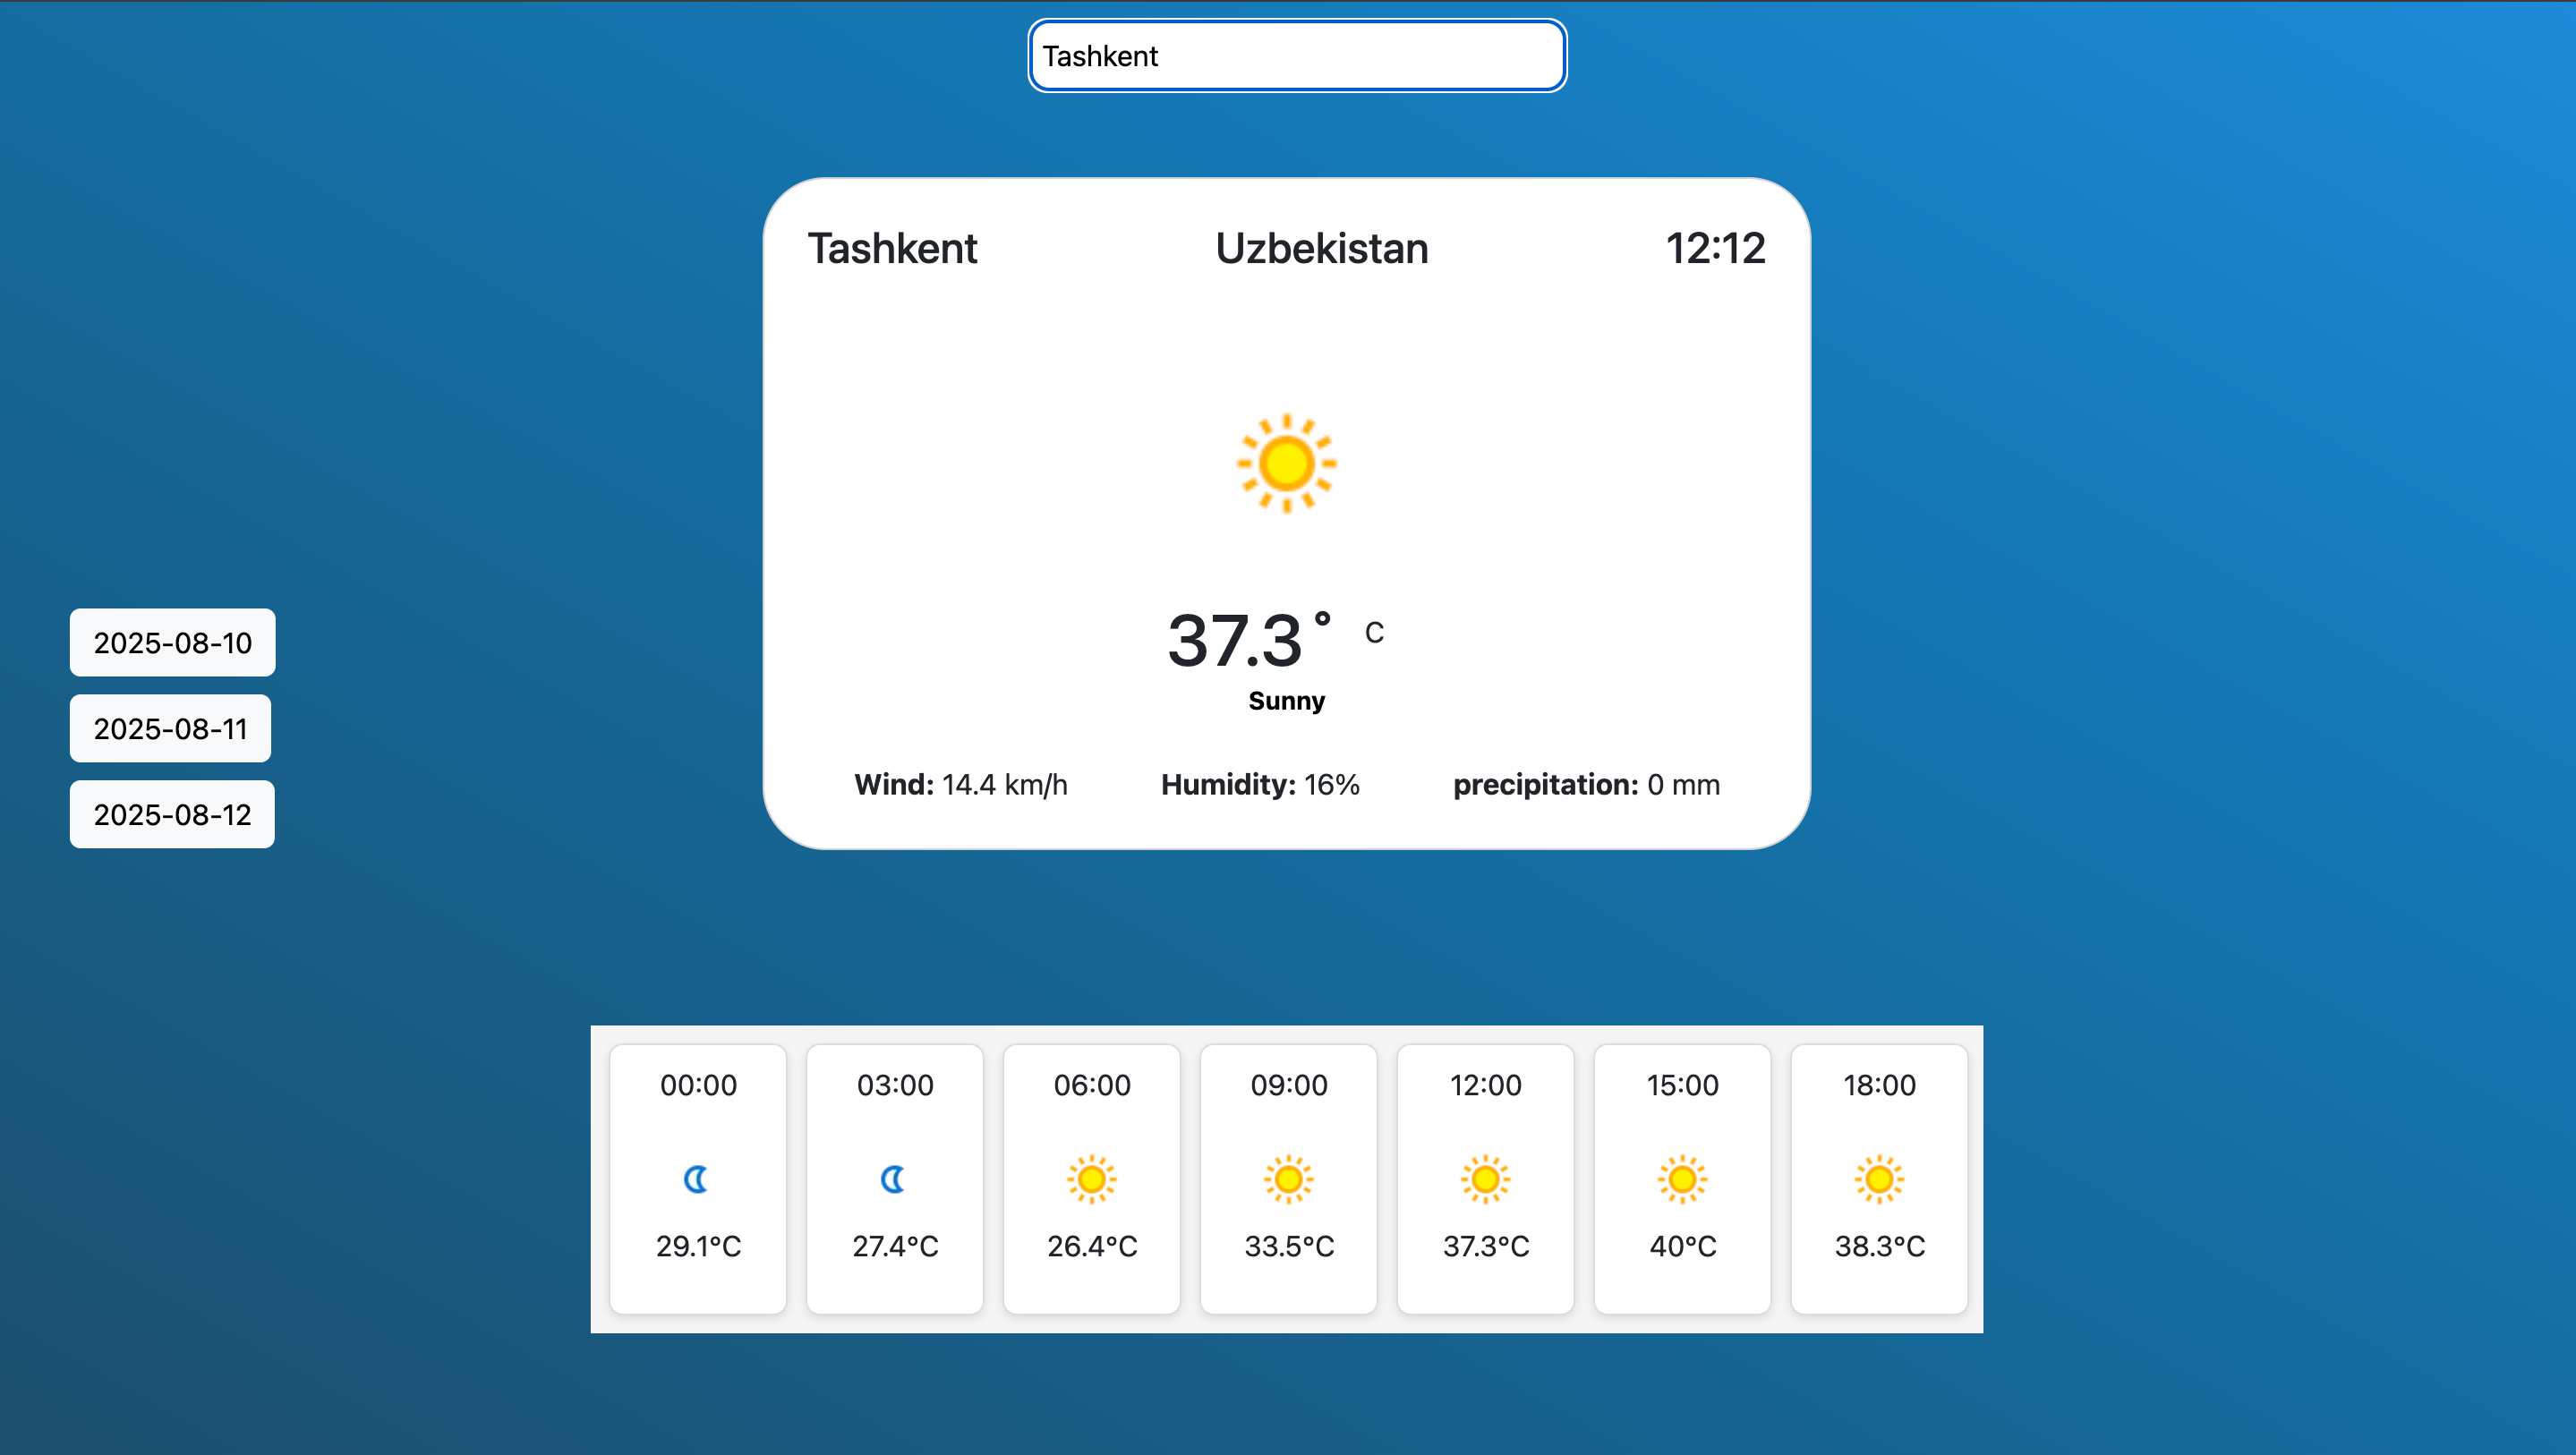 Tashkent
Tashkent Uzbekistan 12:12
37.3° C
Sunny
Wind: 14.4 km/h Humidity: 16% precipitation: 0 mm
2025-08-10
2025-08-11
2025-08-12
00:00 03:00 06:00 09:00 12:00 15:00 18:00
29.1°C 27.4°C 26.4°C 33.5°C 37.3°C 40°C 38.3°C